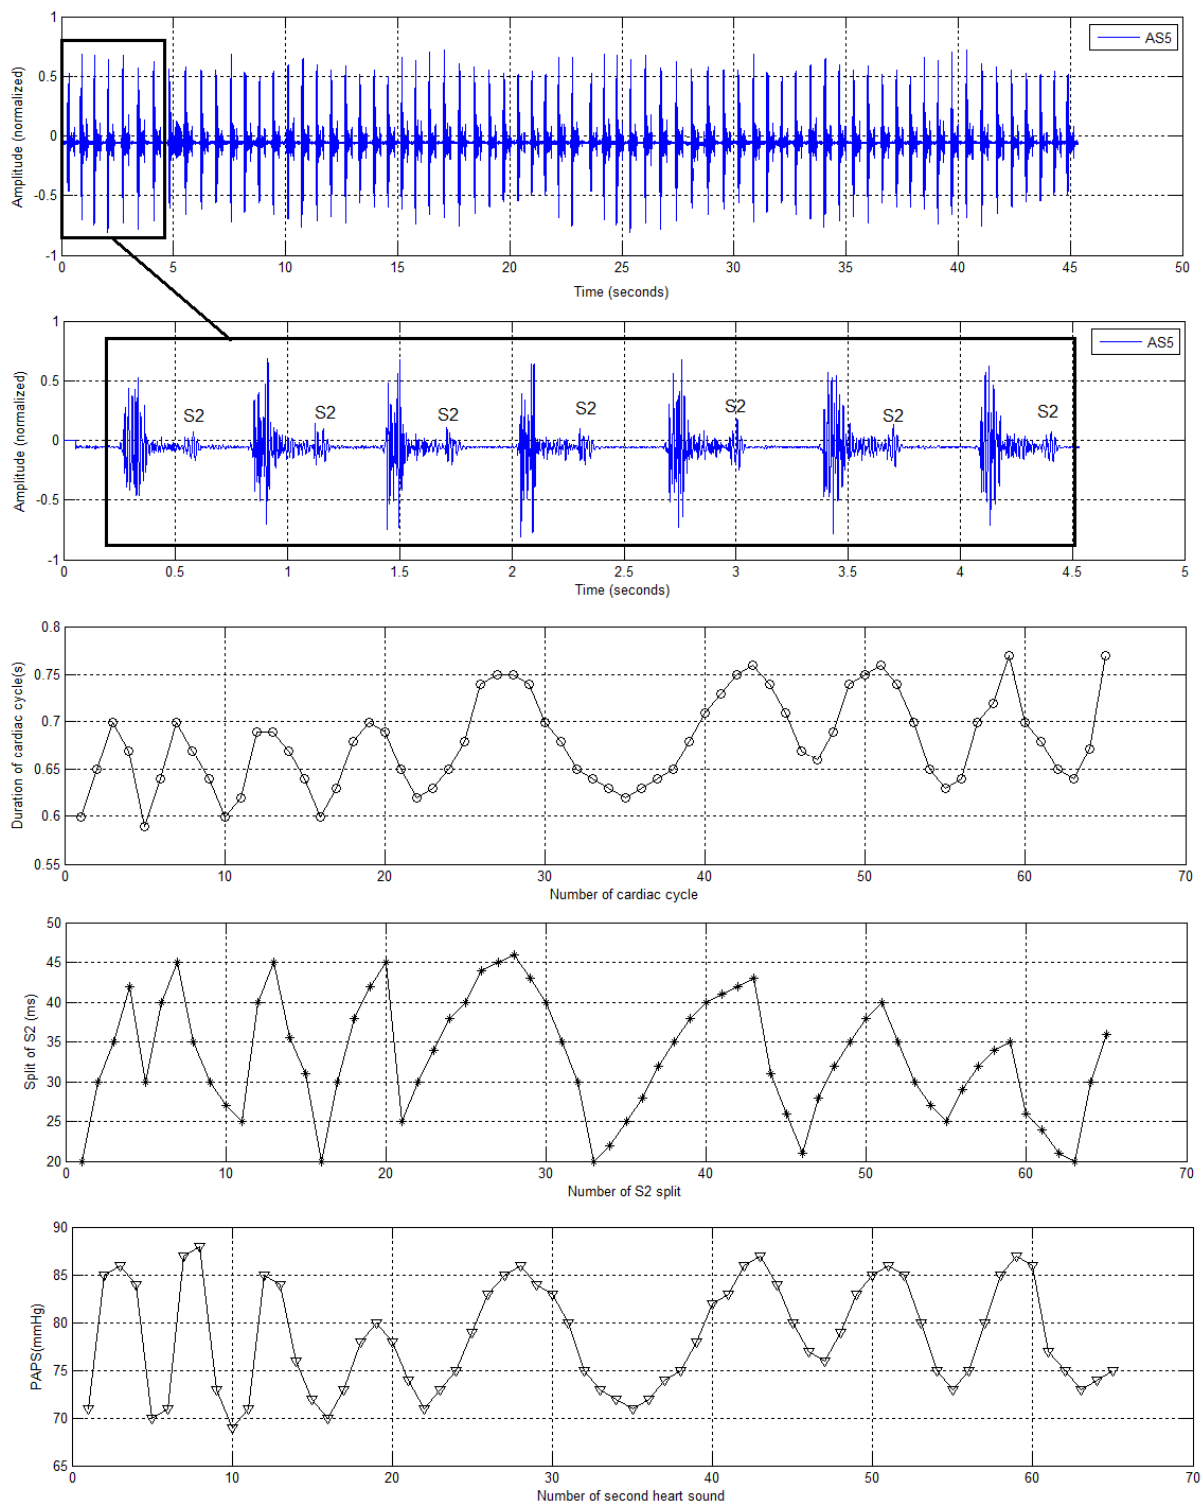 1
0.5
0
-0.5
-1
Amplitude (normalized)
AS5
0 5 10 15 20 25 30 35 40 45 50
Time (seconds)
1
0.5
0
-0.5
-1
Amplitude (normalized)
AS5
S2 S2 S2 S2 S2 S2 S2
0 0.5 1 1.5 2 2.5 3 3.5 4 4.5 5
Time (seconds)
0.8
0.75
0.7
0.65
0.6
0.55
Duration of cardiac cycle(s)
0 10 20 30 40 50 60 70
Number of cardiac cycle
50
45
40
35
30
25
20
Split of S2 (ms)
0 10 20 30 40 50 60 70
Number of S2 split
90
85
80
75
70
65
PAPS(mmHg)
0 10 20 30 40 50 60 70
Number of second heart sound